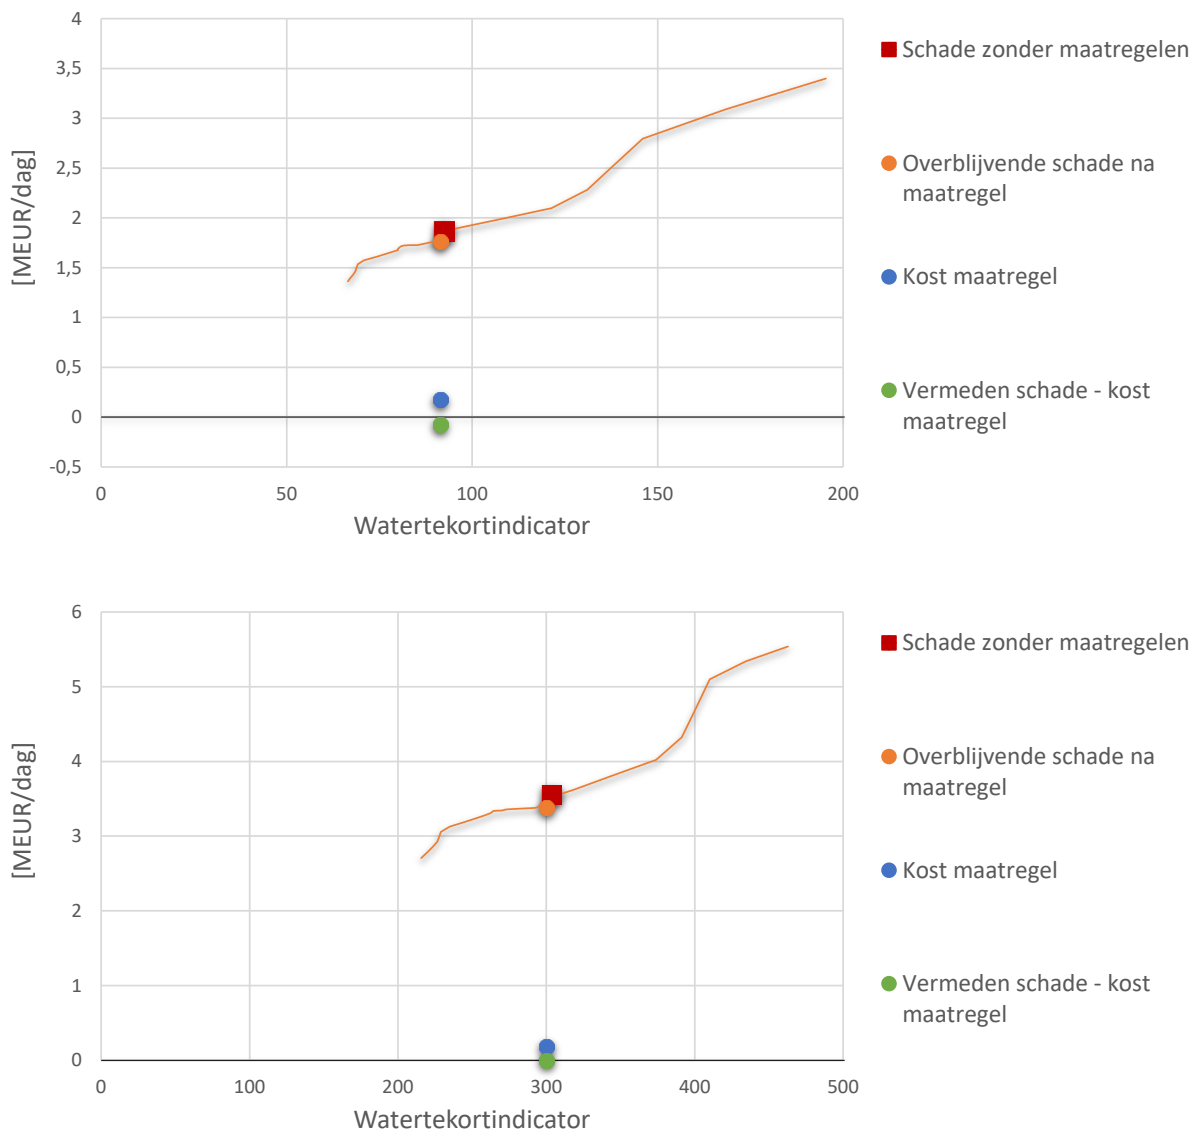 4
3,5
3
2,5
2
1,5
1
0,5
0
-0,5
[MEUR/dag]
0
50
100
150
200
Watertekortindicator
Schade zonder maatregelen
Overblijvende schade na
maatregel
Kost maatregel
Vermeden schade - kost
maatregel
6
5
4
3
2
1
0
[MEUR/dag]
0
100
200
300
400
500
Watertekortindicator
Schade zonder maatregelen
Overblijvende schade na
maatregel
Kost maatregel
Vermeden schade - kost
maatregel